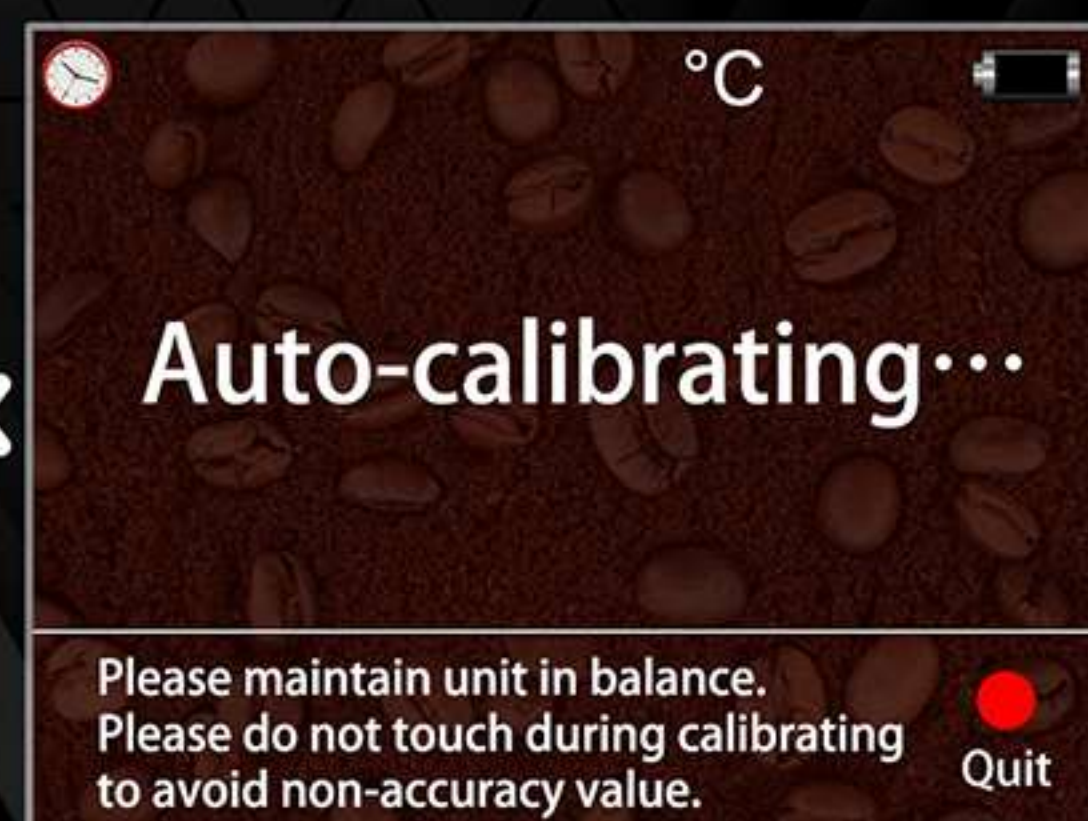 °C
Auto-calibrating···
Please maintain unit in balance.
Please do not touch during calibrating
to avoid non-accuracy value.
Quit